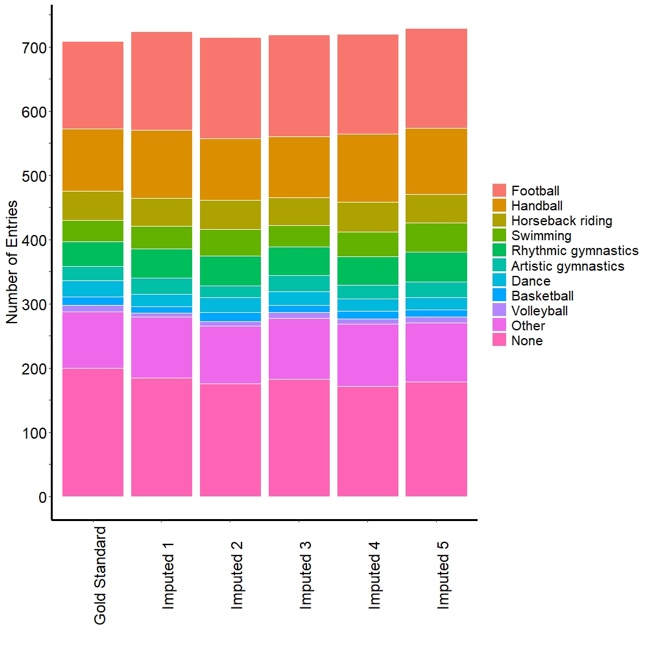 Number of Entries
700
600
500
400
300
200
100
0
Gold Standard
Imputed 1
Imputed 2
Imputed 3
Imputed 4
Imputed 5
Football
Handball
Horseback riding
Swimming
Rhythmic gymnastics
Artistic gymnastics
Dance
Basketball
Volleyball
Other
None